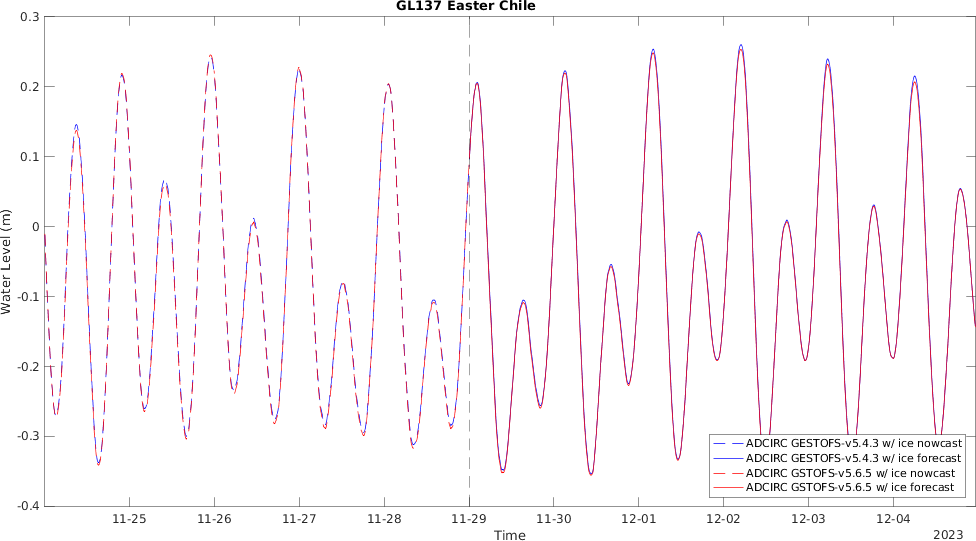 GL137 Easter Chile
0.3
0.2
0.1
0
-0.1
-0.2
-0.3
-0.4
Water Level (m)
11-25 11-26 11-27 11-28 11-29 11-30 12-01 12-02 12-03 12-04
Time
2023
ADCIRC GESTOFS-v5.4.3 w/ ice nowcast
ADCIRC GESTOFS-v5.4.3 w/ ice forecast
ADCIRC GSTOFS-v5.6.5 w/ ice nowcast
ADCIRC GSTOFS-v5.6.5 w/ ice forecast